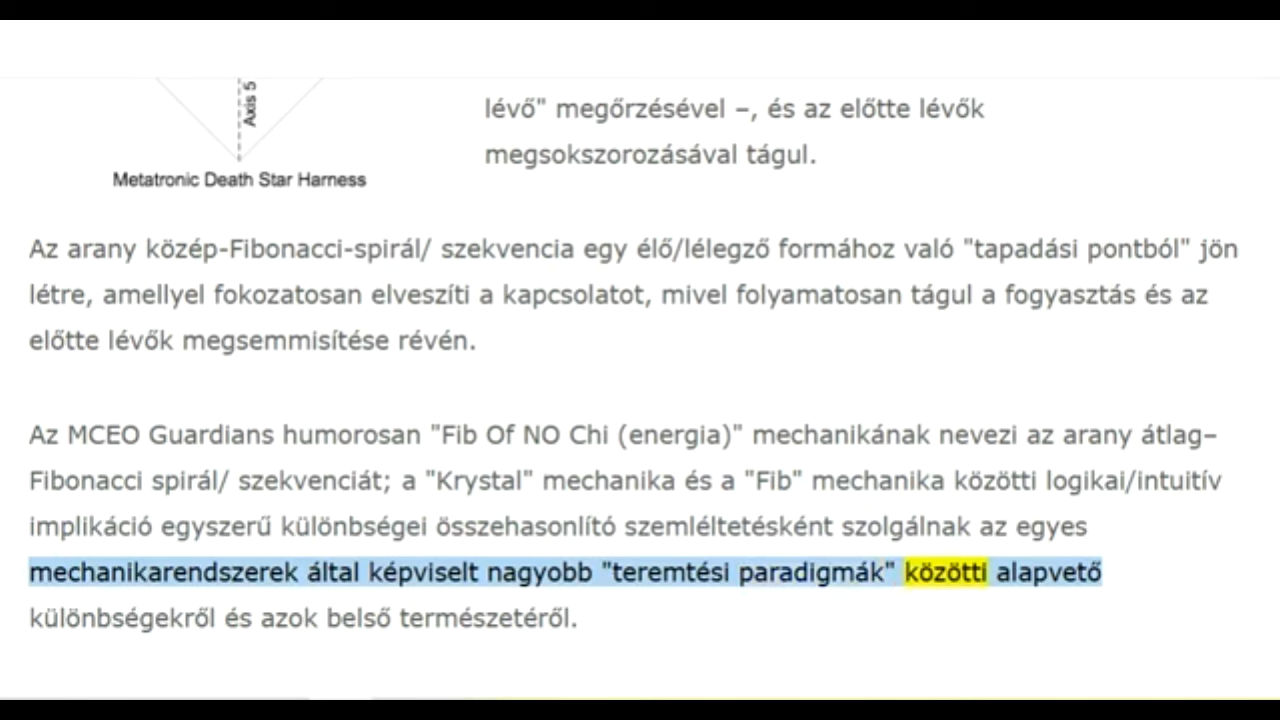 Axis 5
Metatronic Death Star Harness
lévő" megőrzésével –, és az előtte lévők
megsokszorozásával tágul.
Az arany közép-Fibonacci-spirál/ szekvencia egy élő/lélegző formához való "tapadási pontból" jön
létre, amellyel fokozatosan elveszíti a kapcsolatot, mivel folyamatosan tágul a fogyasztás és az
előtte lévők megsemmisítése révén.
Az MCEO Guardians humorosan "Fib Of NO Chi (energia)" mechanikának nevezi az arany átlag–
Fibonacci spirál/ szekvenciát; a "Krystal" mechanika és a "Fib" mechanika közötti logikai/intuitív
implikáció egyszerű különbségei összehasonlító szemléltetésként szolgálnak az egyes
mechanikarendszerek által képviselt nagyobb "teremtési paradigmák" közötti alapvető
különbségekről és azok belső természetéről.